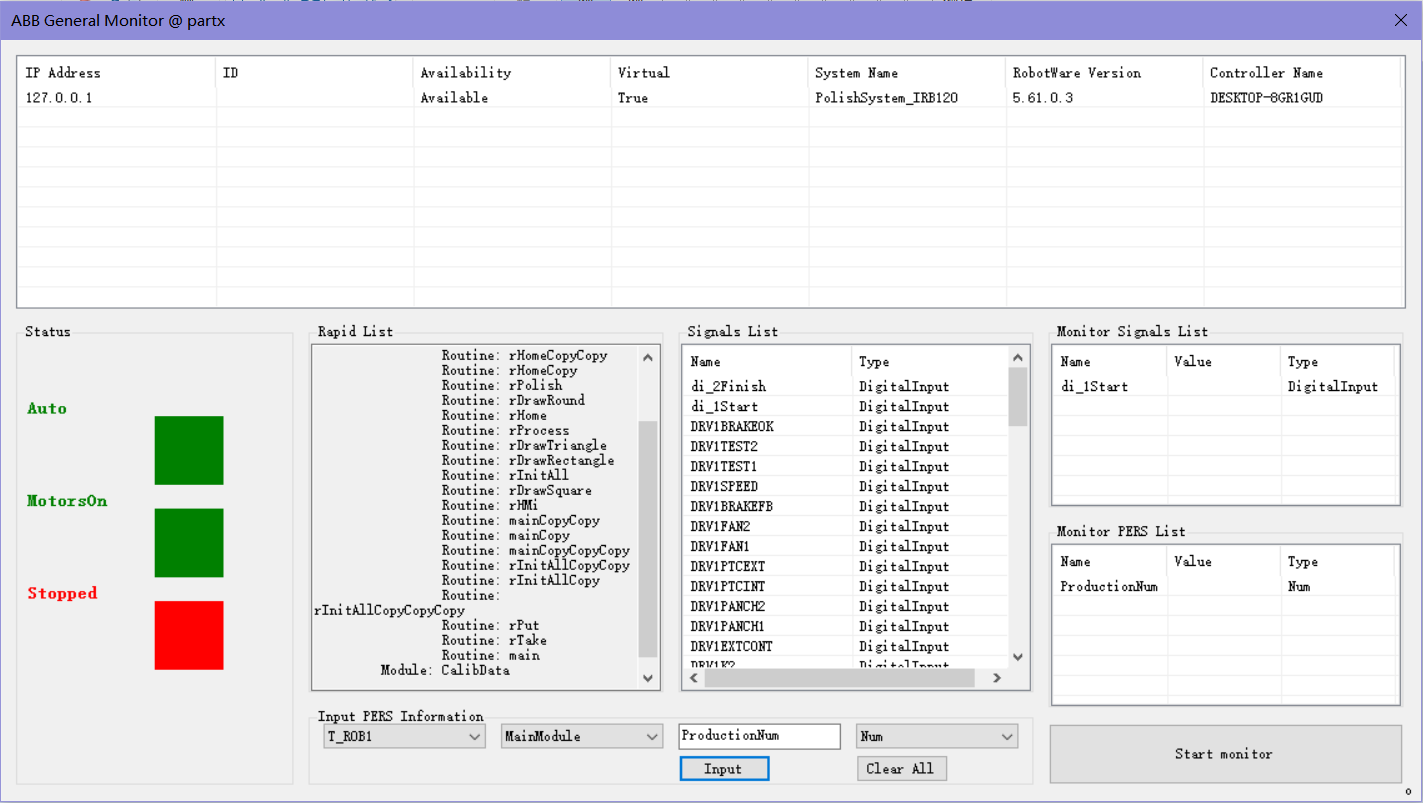 ABB General Monitor @ partx
IP Address ID Availability Virtual System Name RobotWare Version Controller Name
127.0.0.1 Available True PolishSystem_IRB120 5.61.0.3 DESKTOP-8GR1GUD
Status
Auto
MotorsOn
Stopped
Rapid List
Routine: rHomeCopyCopy
Routine: rHomeCopy
Routine: rPolish
Routine: rDrawRound
Routine: rHome
Routine: rProcess
Routine: rDrawTriangle
Routine: rDrawRectangle
Routine: rInitAll
Routine: rDrawSquare
Routine: rHMi
Routine: mainCopyCopy
Routine: mainCopy
Routine: mainCopyCopyCopy
Routine: rInitAllCopyCopy
Routine: rInitAllCopy
Routine:
rInitAllCopyCopyCopy
Routine: rPut
Routine: rTake
Routine: main
Module: CalibData
Signals List
Name Type
di_2Finish DigitalInput
di_1Start DigitalInput
DRV1BRAKEOK DigitalInput
DRV1TEST2 DigitalInput
DRV1TEST1 DigitalInput
DRV1SPEED DigitalInput
DRV1BRAKEFB DigitalInput
DRV1FAN2 DigitalInput
DRV1FAN1 DigitalInput
DRV1PTCEXT DigitalInput
DRV1PTCINT DigitalInput
DRV1PANCH2 DigitalInput
DRV1PANCH1 DigitalInput
DRV1EXTCONT DigitalInput
DRV1K2 DigitalInput
Monitor Signals List
Name Value Type
di_1Start DigitalInput
Monitor PERS List
Name Value Type
ProductionNum Num
Input PERS Information
T_ROB1 MainModule ProductionNum Num
Input Clear All
Start monitor
o